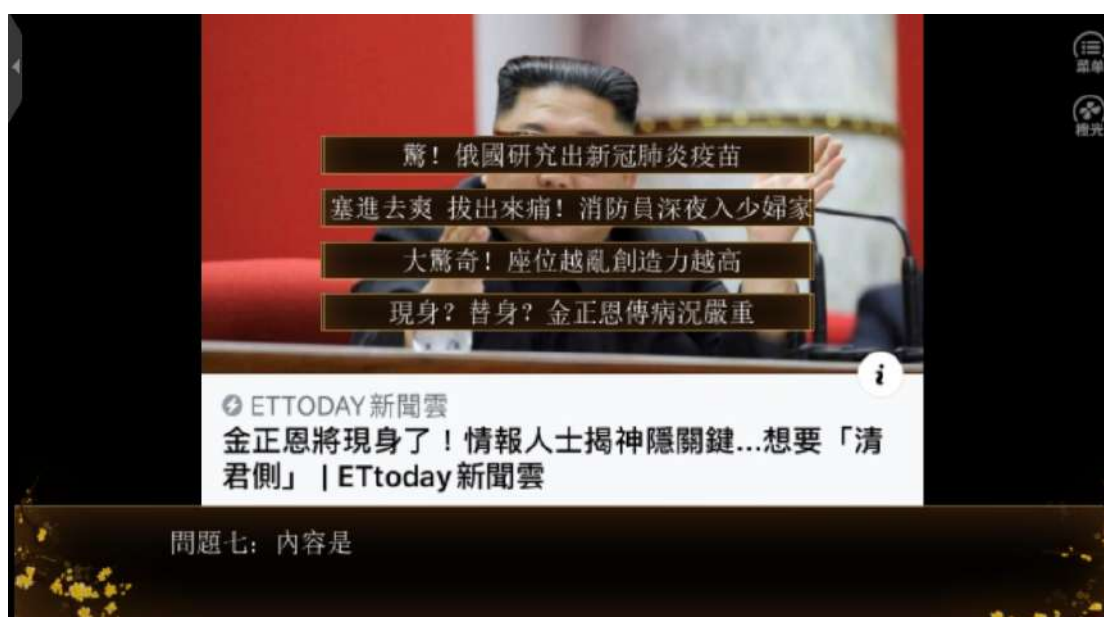 菜单
橙光
驚！俄國研究出新冠肺炎疫苗
塞進去爽 拔出來痛！消防員深夜入少婦家
大驚奇！座位越亂創造力越高
現身？替身？金正恩傳病況嚴重
i
ETTODAY新聞雲
金正恩將現身了！情報人士揭神隱關鍵...想要「清
君側」 | ETtoday新聞雲
問題七：內容是